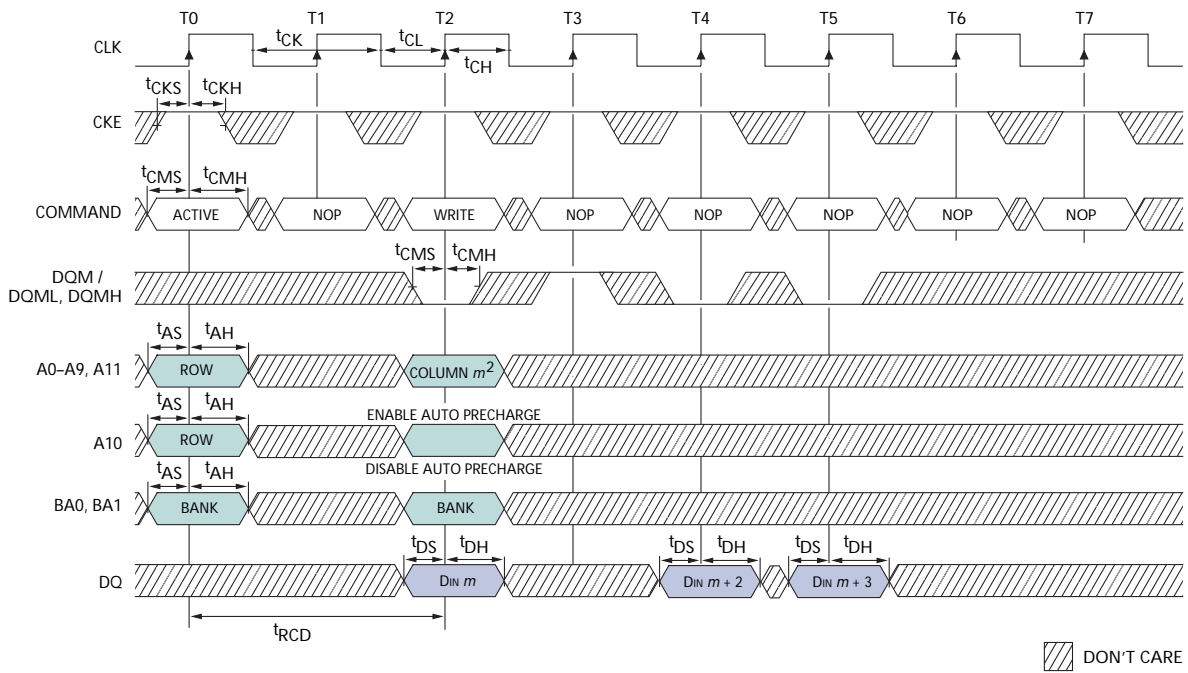 T0 T1 T2 T3 T4 T5 T6 T7
CLK
tCK tCL
tCH
tCKS tCKH
CKE
tCMS tCMH
COMMAND ACTIVE NOP WRITE NOP NOP NOP NOP NOP
tCMS tCMH
DQM /
DQML, DQMH
tAS tAH
A0–A9, A11 ROW COLUMN m2
ENABLE AUTO PRECHARGE
tAS tAH
A10 ROW
DISABLE AUTO PRECHARGE
tAS tAH
BA0, BA1 BANK BANK
tDS tDH tDS tDH tDS tDH
DQ DIN m DIN m + 2 DIN m + 3
tRCD
DON'T CARE